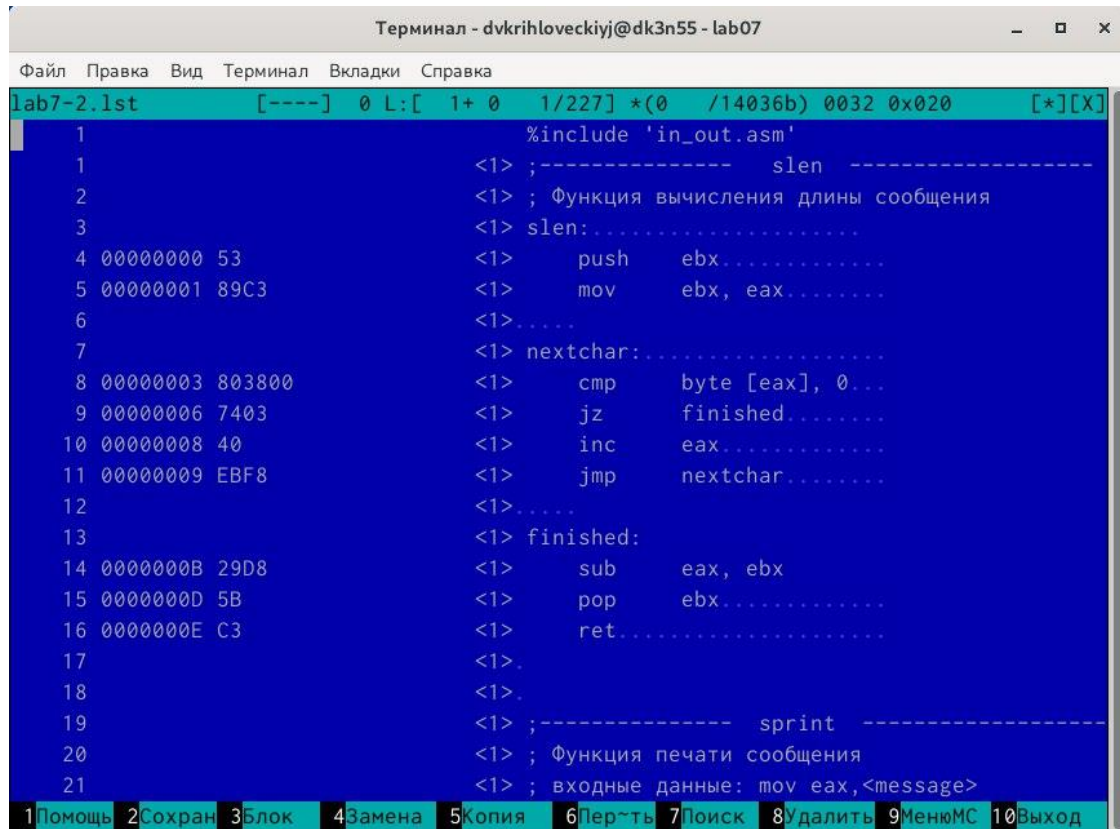 Терминал - dvkrihloveckiyj@dk3n55 - lab07
Файл Правка Вид Терминал Вкладки Справка
lab7-2.lst [----] 0 L:[ 1+ 0 1/227] *(0 /14036b) 0032 0x020 [*][X]
1 %include 'in_out.asm'
1 <1> ;--------------- slen -------------------
2 <1> ; Функция вычисления длины сообщения
3 <1> slen:.....................
4 00000000 53 <1> push ebx.............
5 00000001 89C3 <1> mov ebx, eax........
6 <1>.....
7 <1> nextchar:...................
8 00000003 803800 <1> cmp byte [eax], 0...
9 00000006 7403 <1> jz finished........
10 00000008 40 <1> inc eax.............
11 00000009 EBF8 <1> jmp nextchar........
12 <1>.....
13 <1> finished:
14 0000000B 29D8 <1> sub eax, ebx
15 0000000D 5B <1> pop ebx.............
16 0000000E C3 <1> ret.....................
17 <1>.
18 <1>.
19 <1> ;--------------- sprint -------------------
20 <1> ; Функция печати сообщения
21 <1> ; входные данные: mov eax,<message>
1Помощь 2Сохран 3Блок 4Замена 5Копия 6Пер~ть 7Поиск 8Удалить 9МенюMC 10Выход